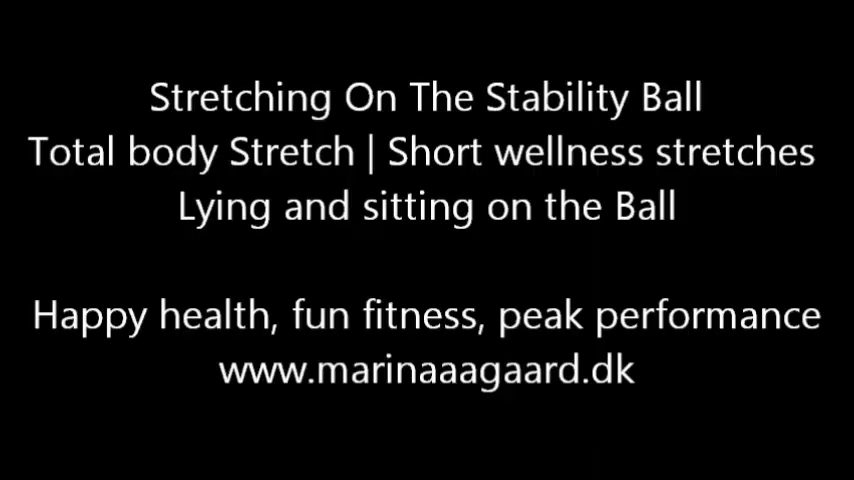 Stretching On The Stability Ball
Total body Stretch | Short wellness stretches
Lying and sitting on the Ball
Happy health, fun fitness, peak performance
www.marinaaagaard.dk